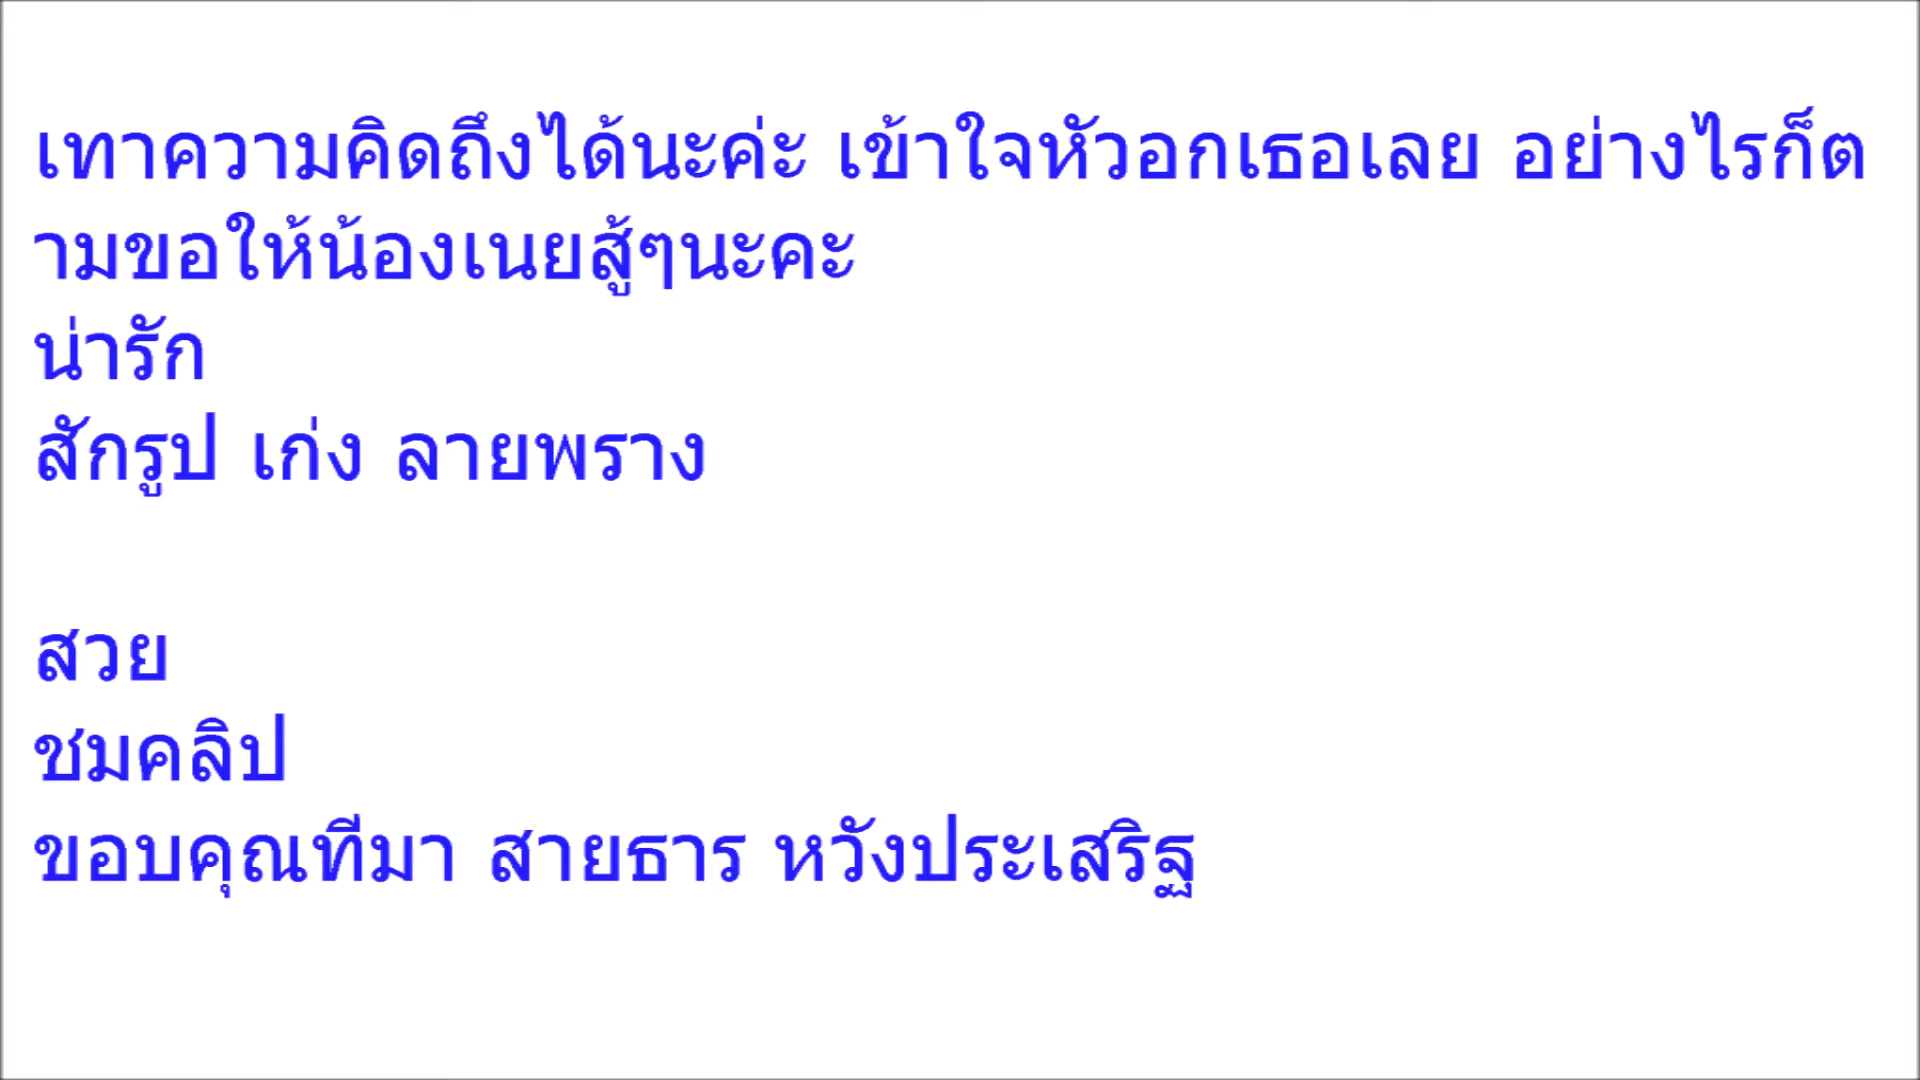 เทาความคิดถึงได้นะค่ะ เข้าใจหัวอกเธอเลย อย่างไรก็ต
ามขอให้น้องเนยสู้ๆนะคะ
น่ารัก
สักรูป เก่ง ลายพราง
สวย
ชมคลิป
ขอบคุณทีมา สายธาร หวังประเสริฐ